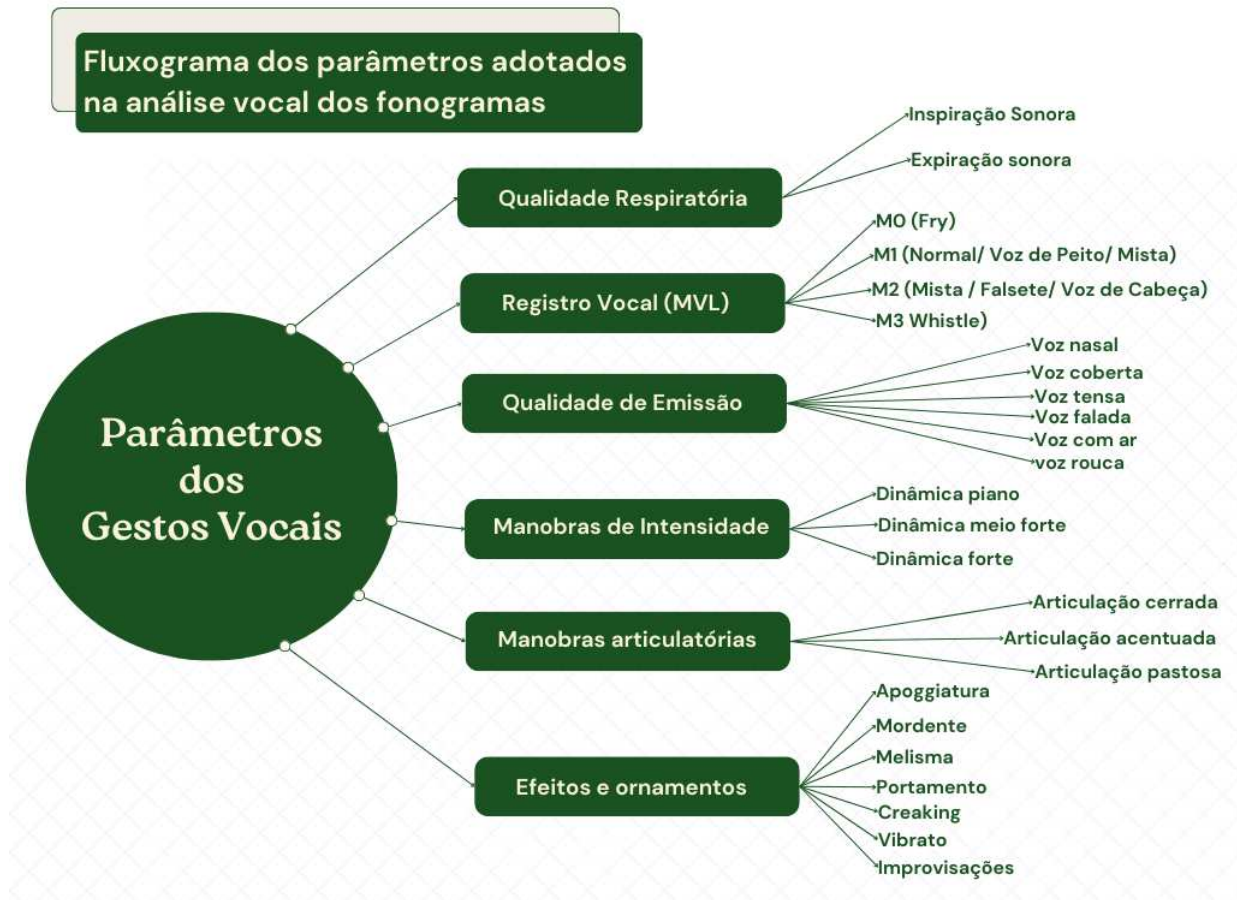 Fluxograma dos parâmetros adotados
na análise vocal dos fonogramas
Parâmetros
dos
Gestos Vocais
Qualidade Respiratória
Inspiração Sonora
Expiração sonora
Registro Vocal (MVL)
M0 (Fry)
M1 (Normal/ Voz de Peito/ Mista)
M2 (Mista / Falsete/ Voz de Cabeça)
M3 Whistle)
Qualidade de Emissão
Voz nasal
Voz coberta
Voz tensa
Voz falada
Voz com ar
voz rouca
Manobras de Intensidade
Dinâmica piano
Dinâmica meio forte
Dinâmica forte
Manobras articulatórias
Articulação cerrada
Articulação acentuada
Articulação pastosa
Efeitos e ornamentos
Apoggiatura
Mordente
Melisma
Portamento
Creaking
Vibrato
Improvisações